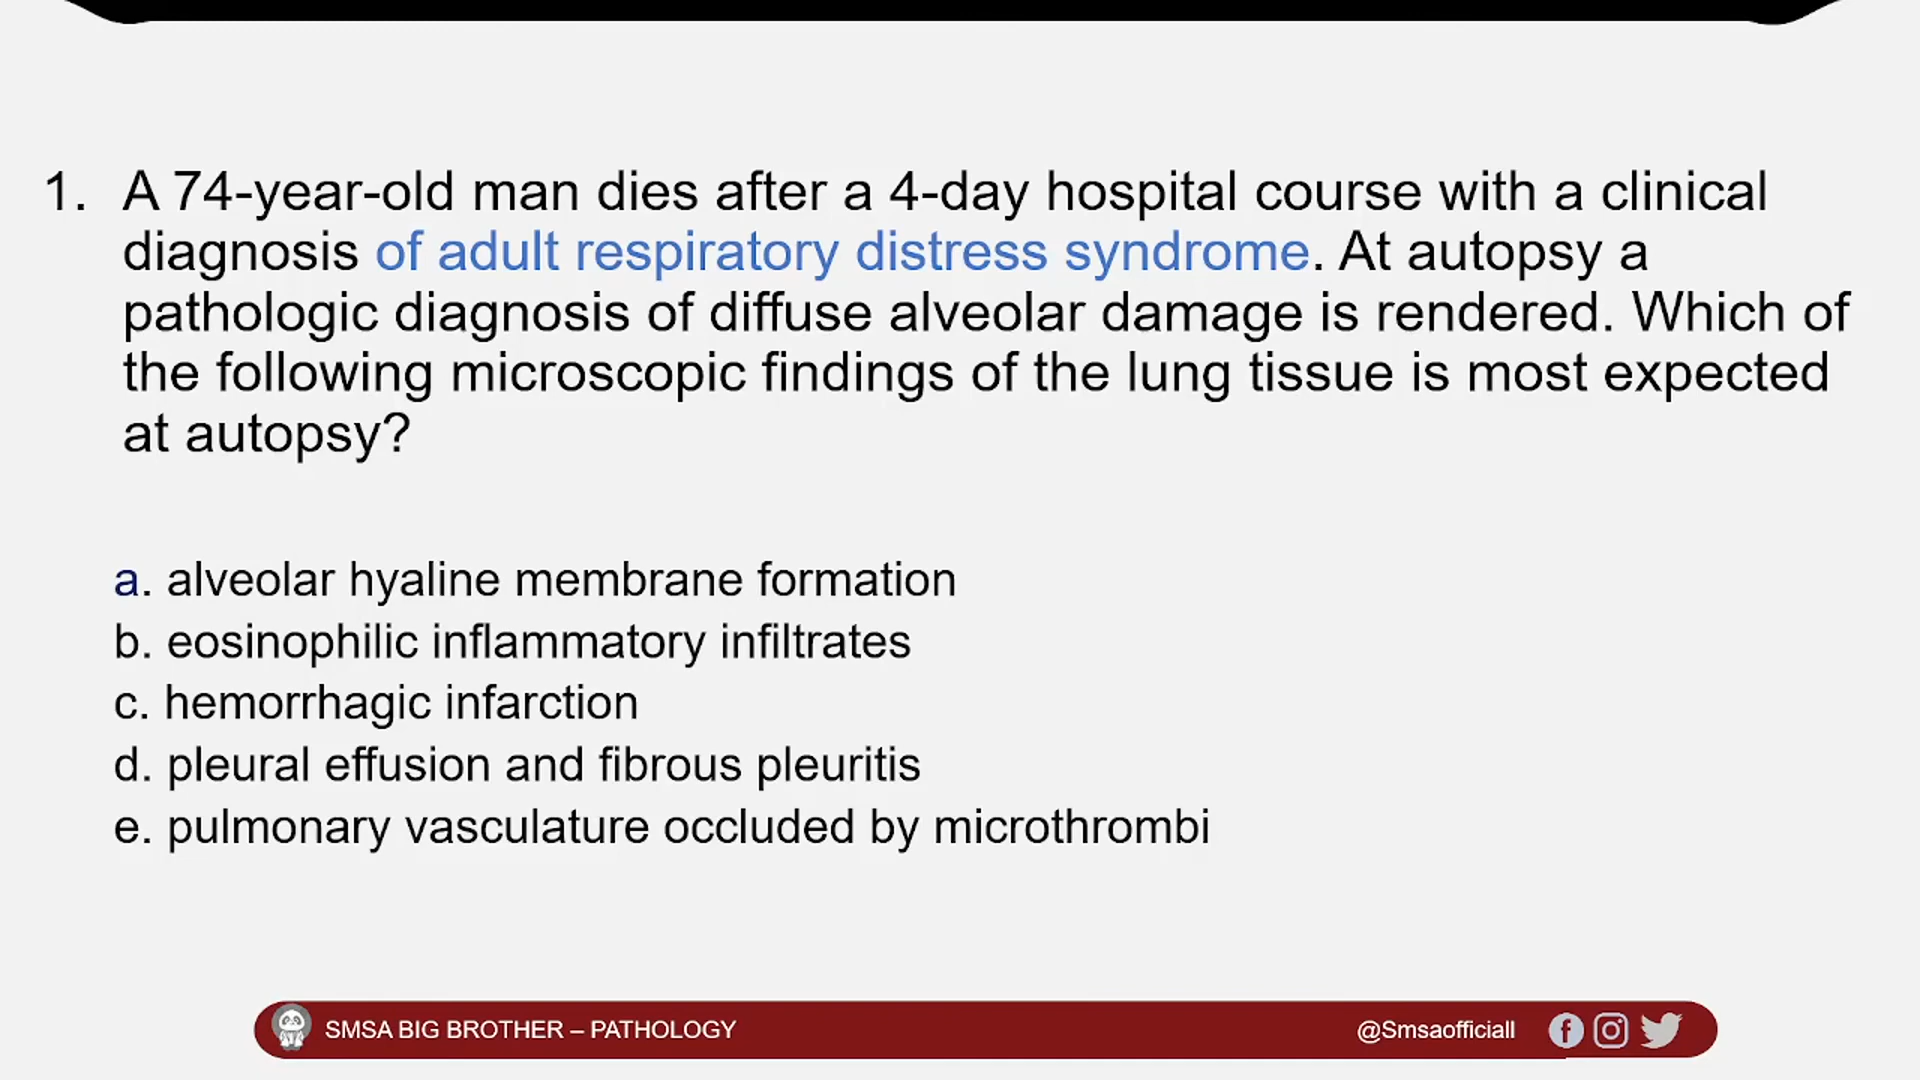 1. A 74-year-old man dies after a 4-day hospital course with a clinical
diagnosis of adult respiratory distress syndrome. At autopsy a
pathologic diagnosis of diffuse alveolar damage is rendered. Which of
the following microscopic findings of the lung tissue is most expected
at autopsy?
a. alveolar hyaline membrane formation
b. eosinophilic inflammatory infiltrates
c. hemorrhagic infarction
d. pleural effusion and fibrous pleuritis
e. pulmonary vasculature occluded by microthrombi
SMSA BIG BROTHER – PATHOLOGY
@Smsaofficiall